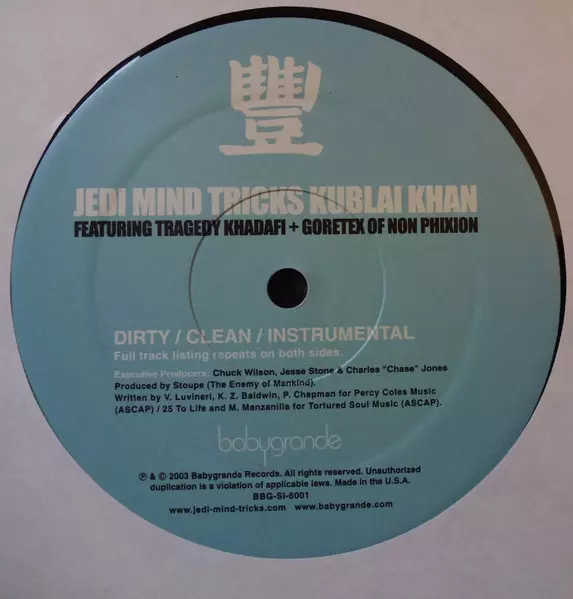 豐
JEDI MIND TRICKS KUBLAI KHAN
FEATURING TRAGEDY KHADAFI + GORETEX OF NON PHIXION
DIRTY / CLEAN / INSTRUMENTAL
Full track listing repeats on both sides.
Executive Producers: Chuck Wilson, Jesse Stone & Charles "Chase" Jones
Produced by Stoupe (The Enemy of Mankind).
Written by V. Luvineri, K. Z. Baldwin, P. Chapman for Percy Coles Music
(ASCAP) / 25 To Life and M. Manzanilla for Tortured Soul Music (ASCAP).
babygrande
℗ & © 2003 Babygrande Records. All rights reserved. Unauthorized
duplication is a violation of applicable laws. Made in the U.S.A.
BBG-SI-6001
www.jedi-mind-tricks.com www.babygrande.com